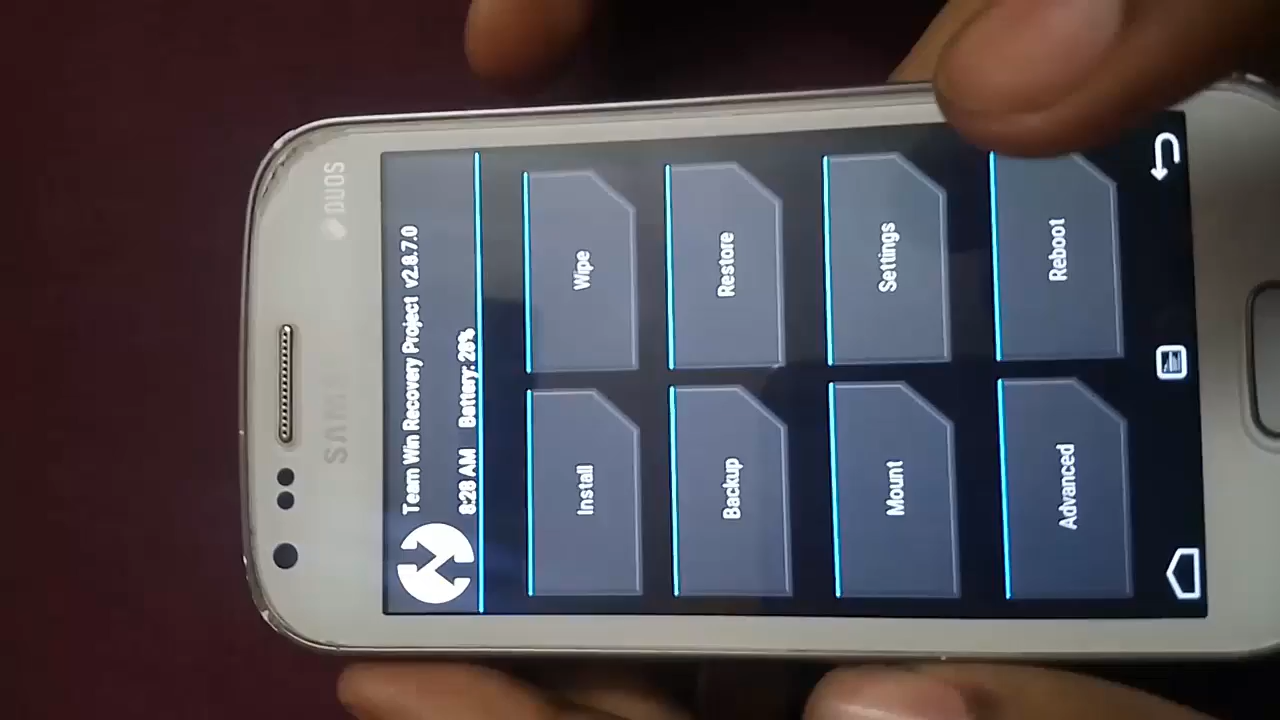 DUOS
Team Win Recovery Project v2.8.7.0
8:28 AM Battery: 28%
Install
Wipe
Backup
Restore
Mount
Settings
Advanced
Reboot